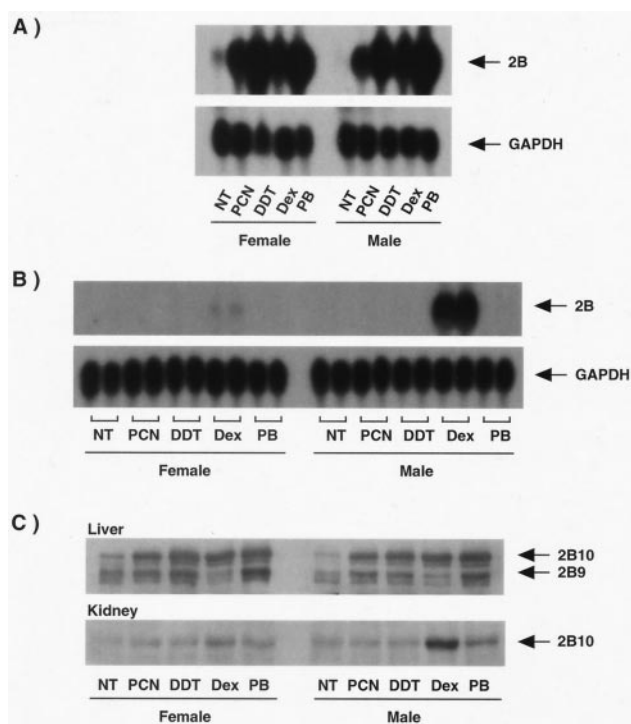 A )
2B
GAPDH
NT PCN DDT Dex PB NT PCN DDT Dex PB
Female Male
B )
2B
GAPDH
NT PCN DDT Dex PB NT PCN DDT Dex PB
Female Male
C )
Liver
2B10
2B9
Kidney
2B10
NT PCN DDT Dex PB NT PCN DDT Dex PB
Female Male